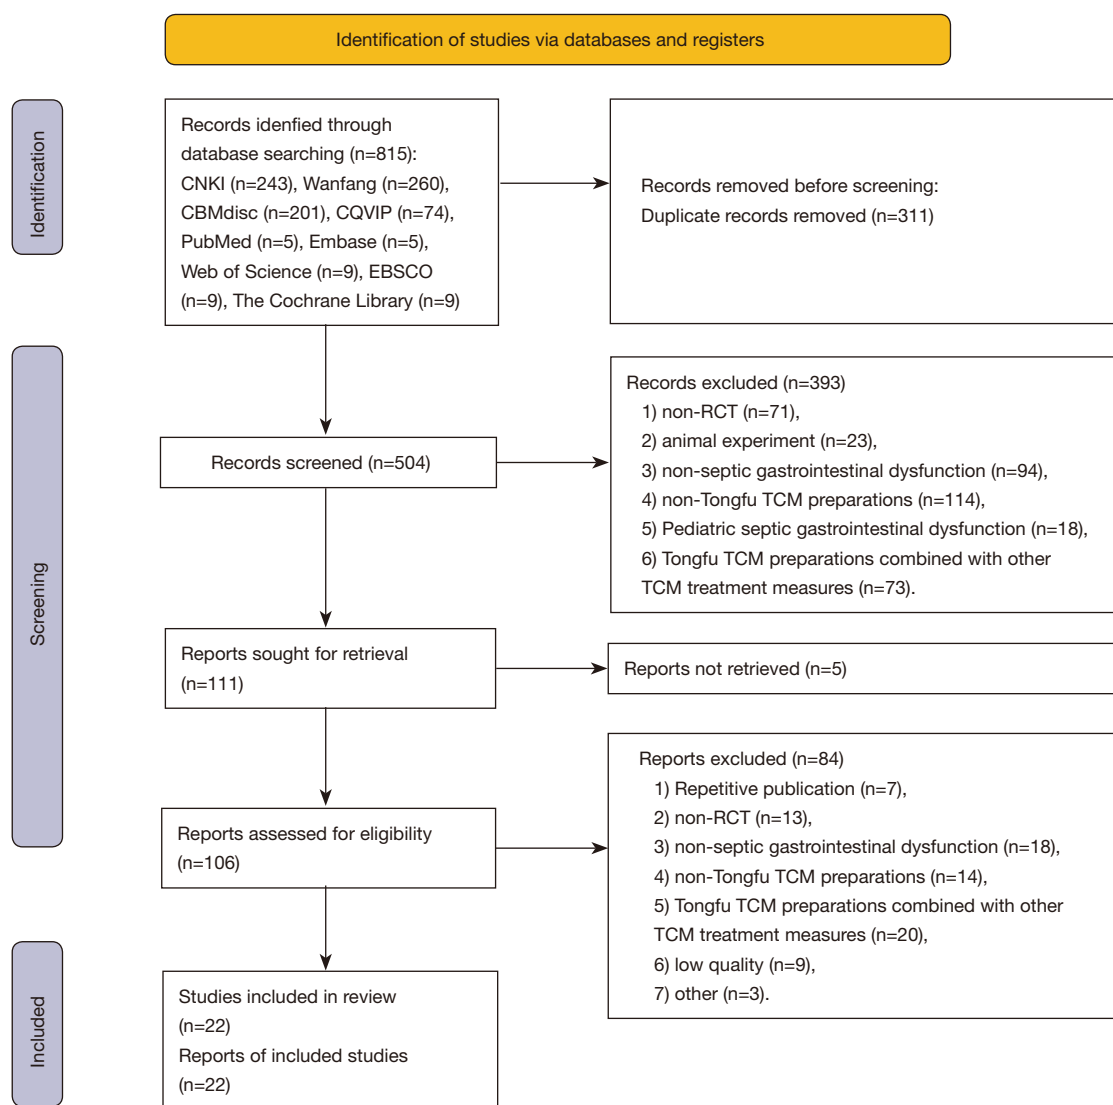 Identification of studies via databases and registers
Identification
Records idenfied through
database searching (n=815):
CNKI (n=243), Wanfang (n=260),
CBMdisc (n=201), CQVIP (n=74),
PubMed (n=5), Embase (n=5),
Web of Science (n=9), EBSCO
(n=9), The Cochrane Library (n=9)
Records removed before screening:
Duplicate records removed (n=311)
Screening
Records screened (n=504)
Records excluded (n=393)
1) non-RCT (n=71),
2) animal experiment (n=23),
3) non-septic gastrointestinal dysfunction (n=94),
4) non-Tongfu TCM preparations (n=114),
5) Pediatric septic gastrointestinal dysfunction (n=18),
6) Tongfu TCM preparations combined with other
TCM treatment measures (n=73).
Reports sought for retrieval
(n=111)
Reports not retrieved (n=5)
Reports assessed for eligibility
(n=106)
Reports excluded (n=84)
1) Repetitive publication (n=7),
2) non-RCT (n=13),
3) non-septic gastrointestinal dysfunction (n=18),
4) non-Tongfu TCM preparations (n=14),
5) Tongfu TCM preparations combined with other
TCM treatment measures (n=20),
6) low quality (n=9),
7) other (n=3).
Included
Studies included in review
(n=22)
Reports of included studies
(n=22)